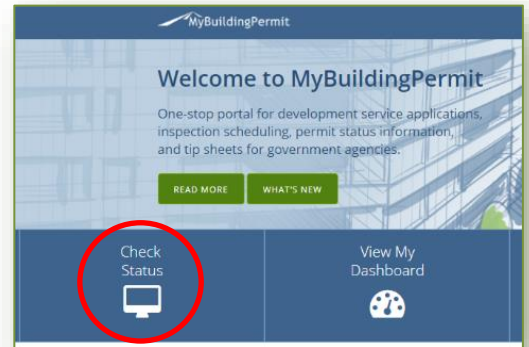 MyBuildingPermit
Welcome to MyBuildingPermit
One-stop portal for development service applications,
inspection scheduling, permit status information,
and tip sheets for government agencies.
READ MORE
WHAT'S NEW
Check
Status
View My
Dashboard